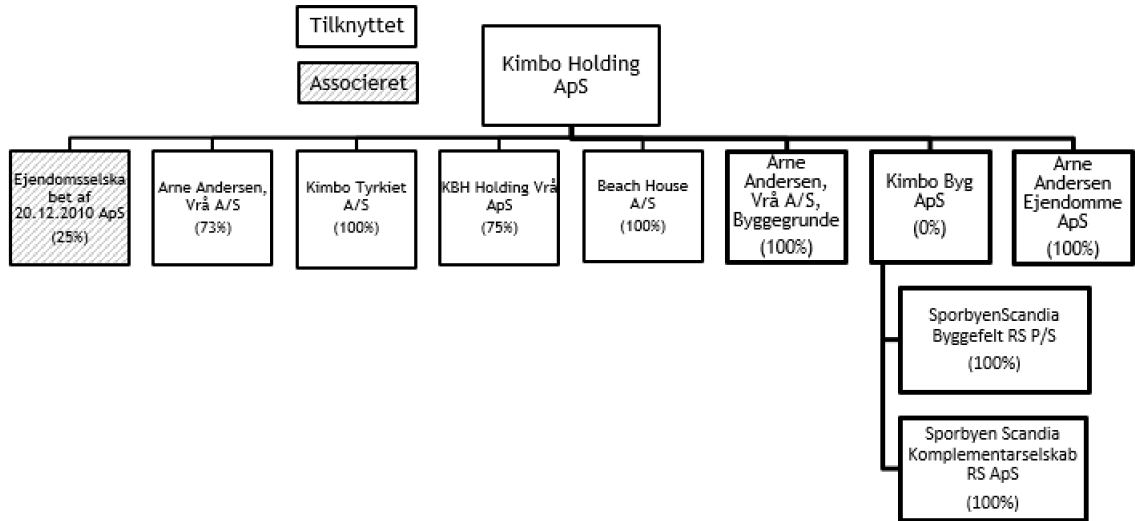 Tilknyttet
Associeret
Kimbo Holding
ApS
Ejendomsselska
bet af
20.12.2010 ApS
(25%)
Arne Andersen,
Vrå A/S
(73%)
Kimbo Tyrkiet
A/S
(100%)
KBH Holding Vrå
ApS
(75%)
Beach House
A/S
(100%)
Arne
Andersen,
Vrå A/S,
Byggegrunde
(100%)
Kimbo Byg
ApS
(0%)
Arne
Andersen
Ejendomme
ApS
(100%)
SporbyenScandia
Byggefelt RS P/S
(100%)
Sporbyen Scandia
Komplementarselskab
RS ApS
(100%)